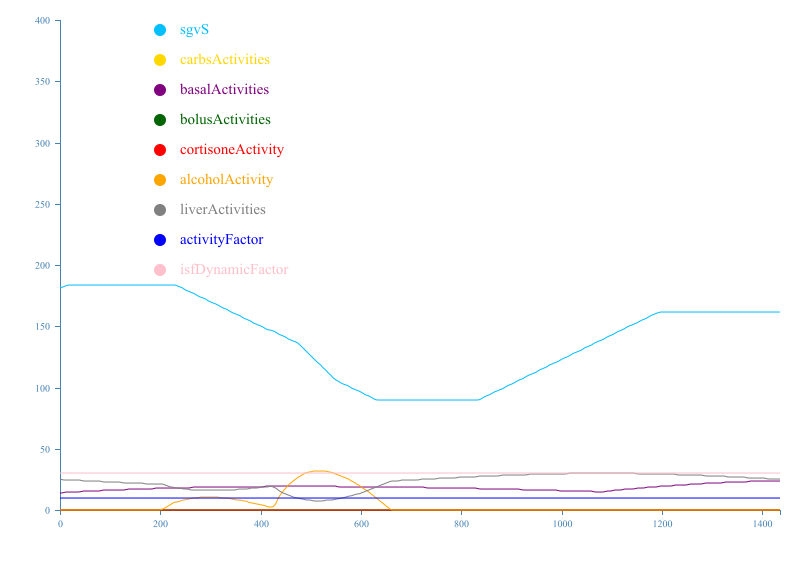 400
sgvS
carbsActivities
350
basalActivities
bolusActivities
300
cortisoneActivity
alcoholActivity
250
liverActivities
activityFactor
200
isfDynamicFactor
150
100
50
0
0 200 400 600 800 1000 1200 1400